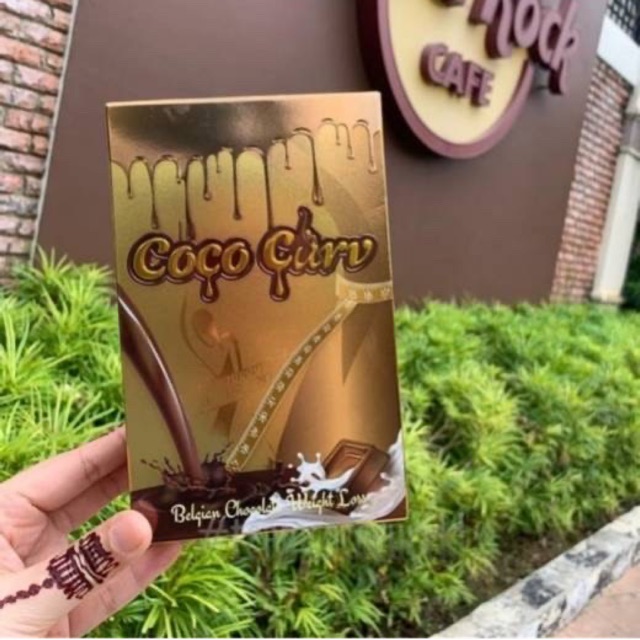 Rock
CAFE
Coco Curv
Belgian Chocolate Weight Loss